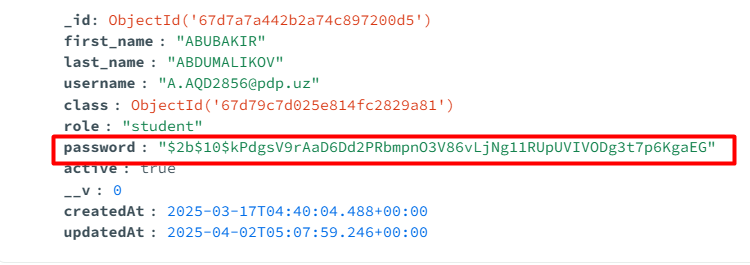 _id: ObjectId('67d7a7a442b2a74c897200d5')
first_name : "ABUBAKIR"
last_name : "ABDUMALIKOV"
username : "A.AQD2856@pdp.uz"
class : ObjectId('67d79c7d025e814fc2829a81')
role : "student"
password : "$2b$10$kPdgsV9rAaD6Dd2PRbmpnO3V86vLjNg11RUpUVIVODg3t7p6KgaEG"
active : true
__v : 0
createdAt : 2025-03-17T04:40:04.488+00:00
updatedAt : 2025-04-02T05:07:59.246+00:00